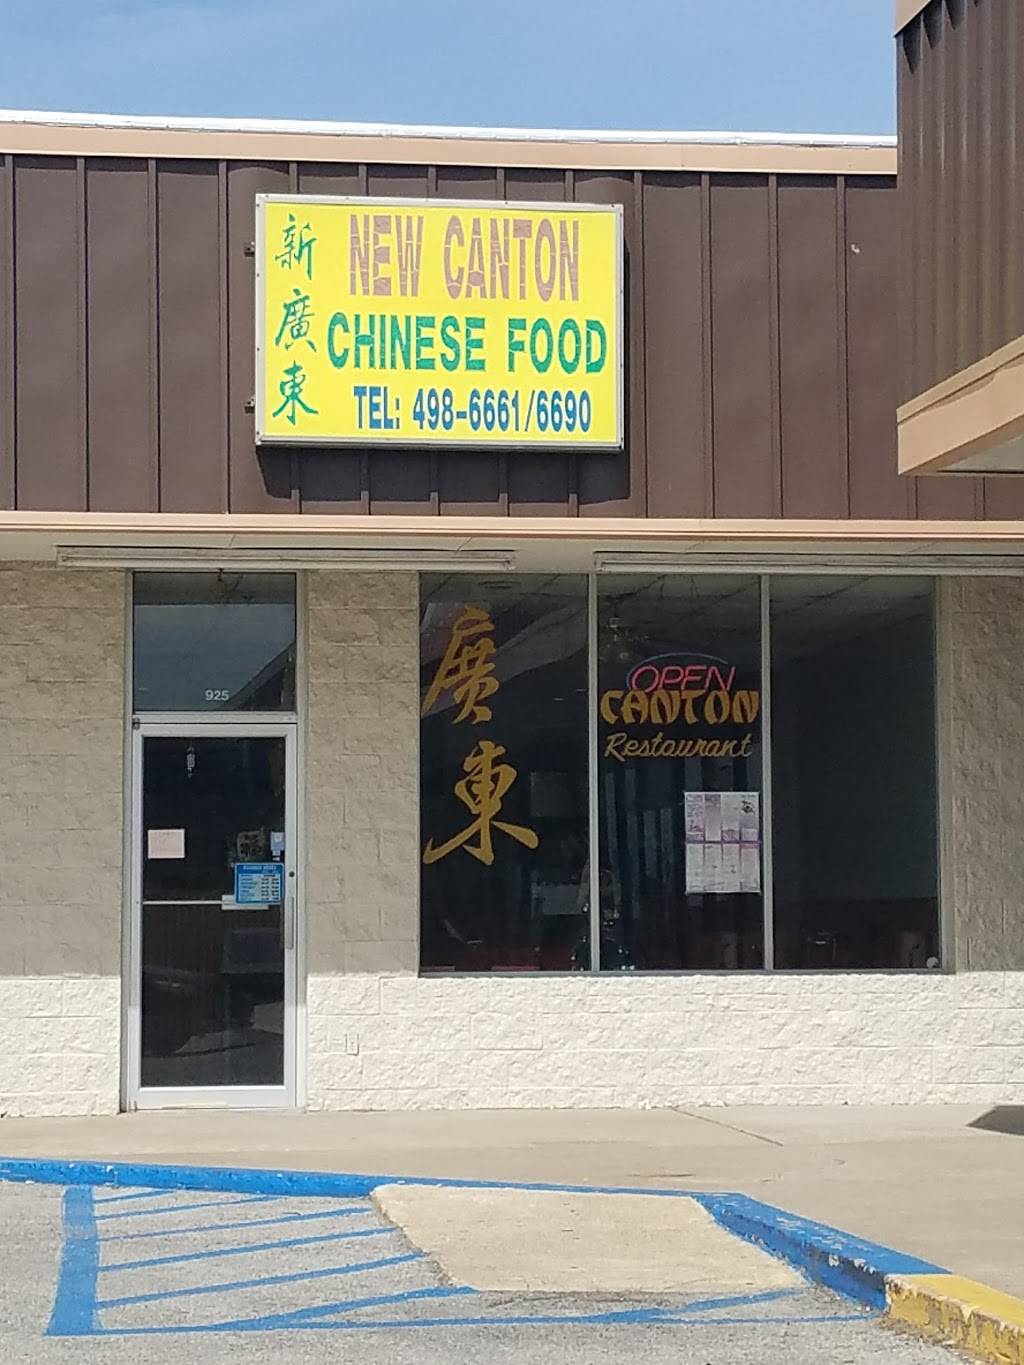 新廣東
NEW CANTON
CHINESE FOOD
TEL: 498-6661/6690
925
廣東
OPEN
CANTON
Restaurant